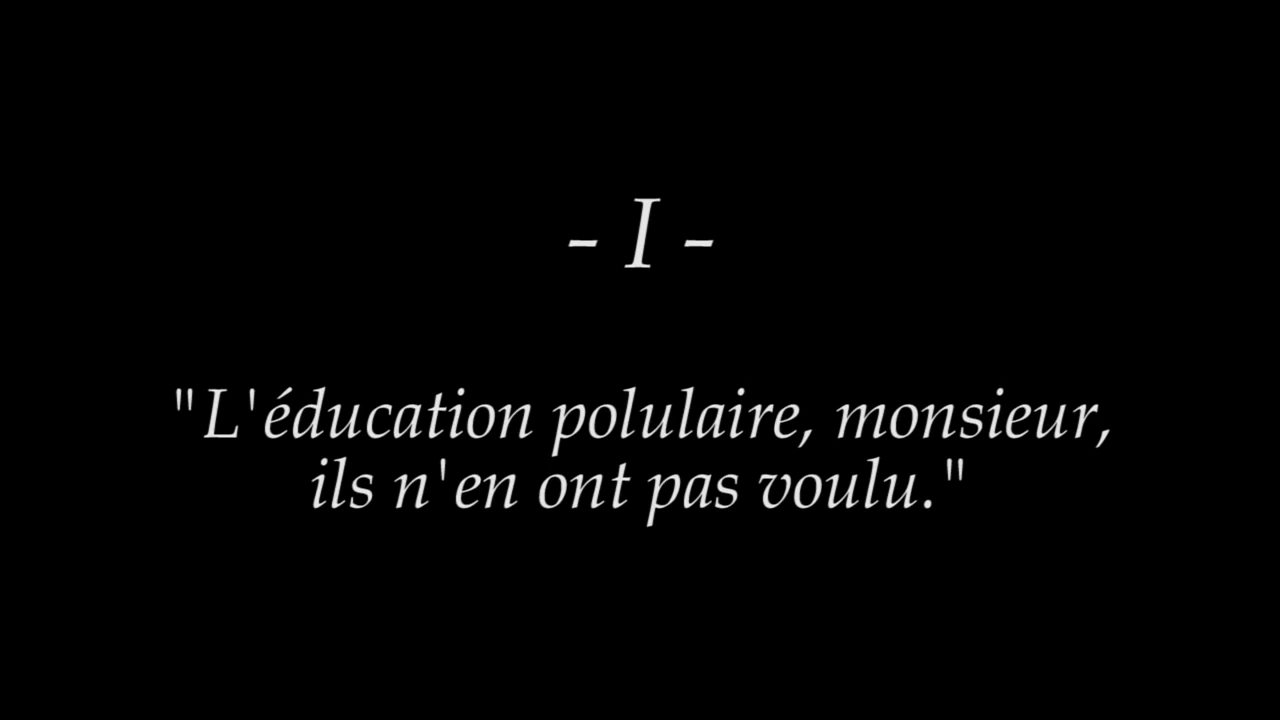 - I -
"L'éducation polulaire, monsieur,
ils n'en ont pas voulu."